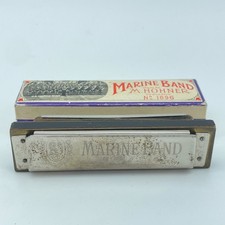 MARINE BAND
M. HOHNER
No. 1896
MARINE BAND